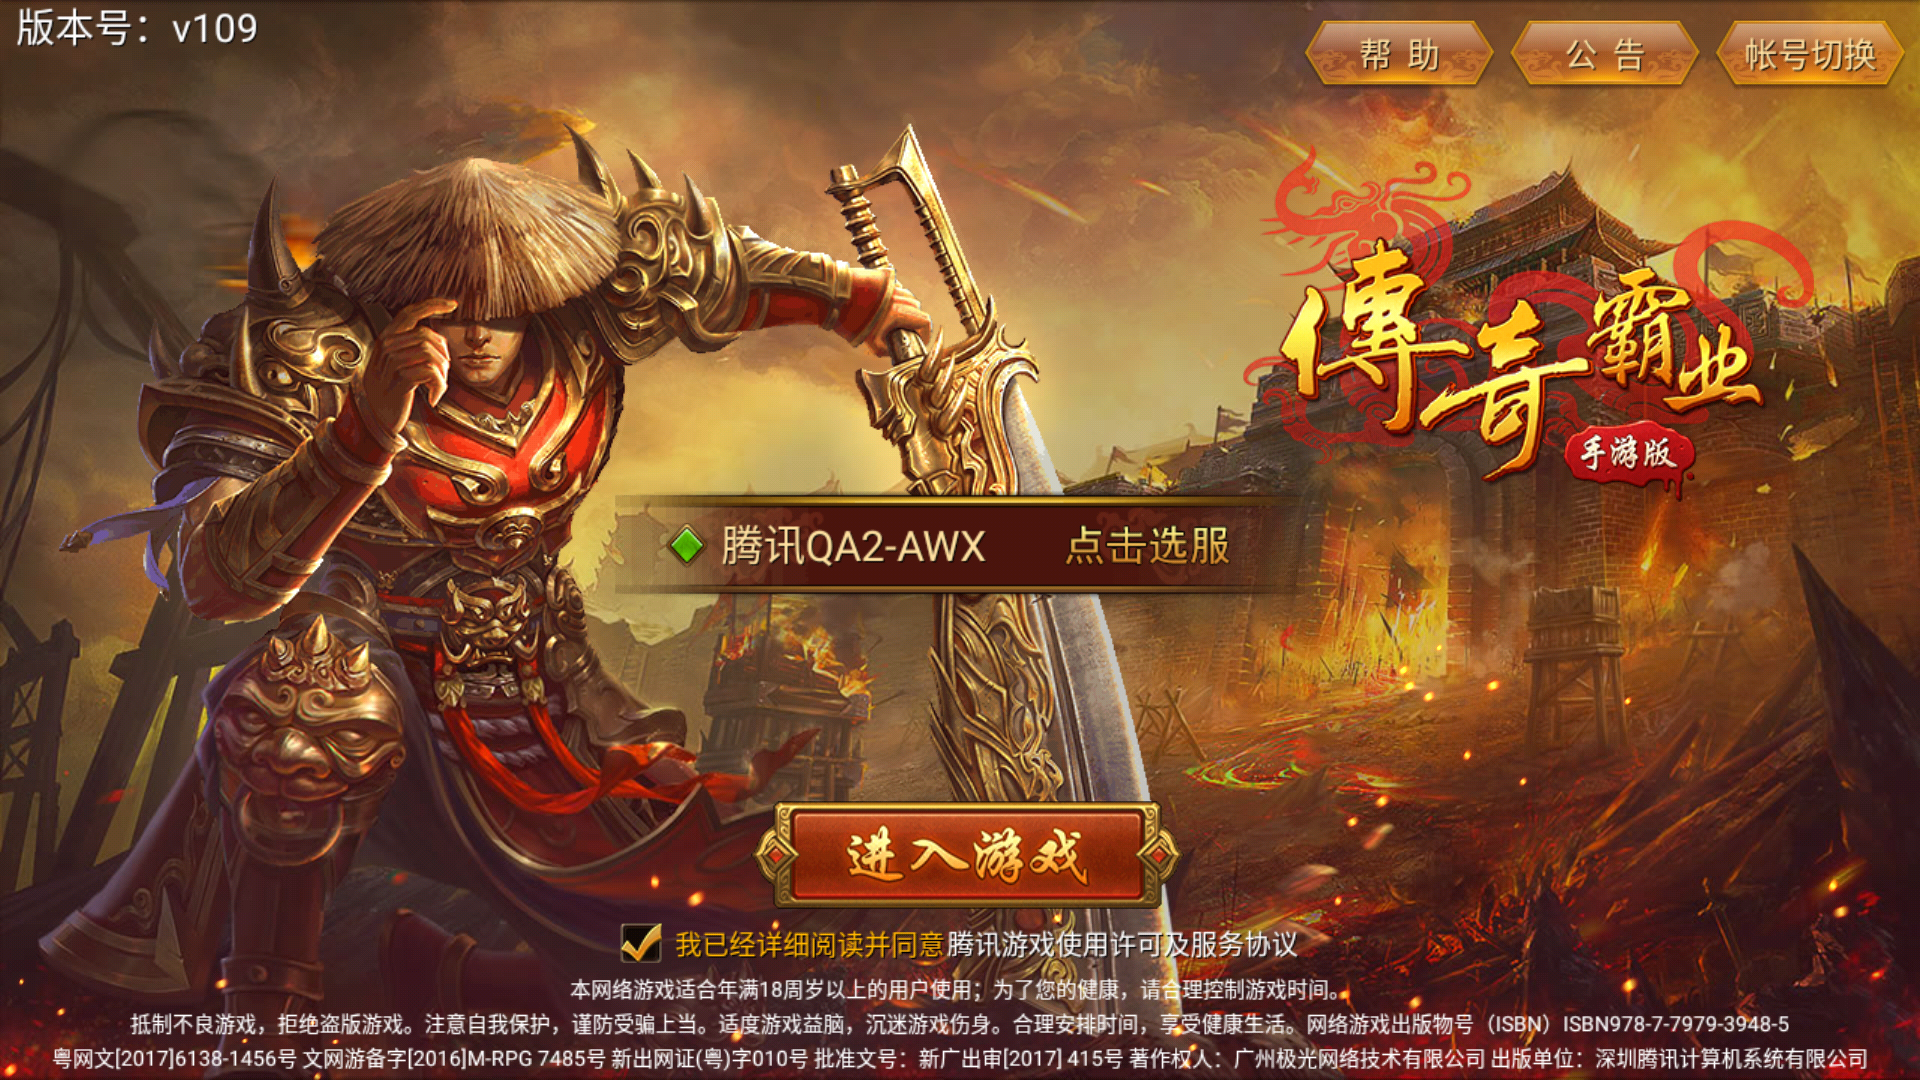 版本号：v109
帮 助
公 告
帐号切换
傳奇霸业
手游版
腾讯QA2-AWX 点击选服
进入游戏
我已经详细阅读并同意腾讯游戏使用许可及服务协议
本网络游戏适合年满18周岁以上的用户使用；为了您的健康，请合理控制游戏时间。
抵制不良游戏，拒绝盗版游戏。注意自我保护，谨防受骗上当。适度游戏益脑，沉迷游戏伤身。合理安排时间，享受健康生活。网络游戏出版物号（ISBN）ISBN978-7-7979-3948-5
粤网文[2017]6138-1456号 文网游备字[2016]M-RPG 7485号 新出网证(粤)字010号 批准文号：新广出审[2017] 415号 著作权人：广州极光网络技术有限公司 出版单位：深圳腾讯计算机系统有限公司